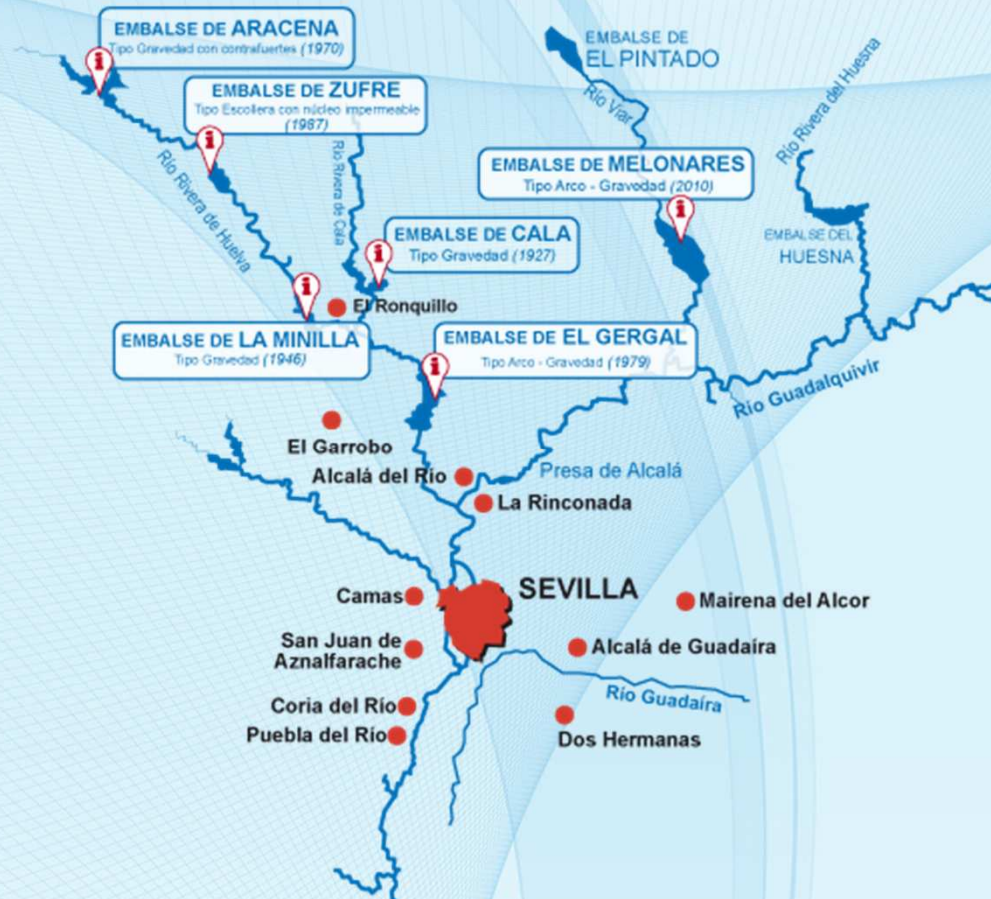 EMBALSE DE ARACENA
Tipo Gravedad con contrafuertes (1970)
EMBALSE DE
EL PINTADO
EMBALSE DE ZUFRE
Tipo Escollera con núcleo impermeable
(1987)
Río Viar
Río Rivera del Huesna
Río Rivera de Huelva
Río Rivera de Cala
EMBALSE DE MELONARES
Tipo Arco - Gravedad (2010)
EMBALSE DE CALA
Tipo Gravedad (1927)
EMBALSE DEL
HUESNA
El Ronquillo
EMBALSE DE LA MINILLA
Tipo Gravedad (1946)
EMBALSE DE EL GERGAL
Tipo Arco - Gravedad (1979)
Río Guadalquivir
El Garrobo
Alcalá del Río
Presa de Alcalá
La Rinconada
SEVILLA
Camas
Mairena del Alcor
San Juan de
Aznalfarache
Alcalá de Guadaíra
Río Guadaíra
Coria del Río
Puebla del Río
Dos Hermanas